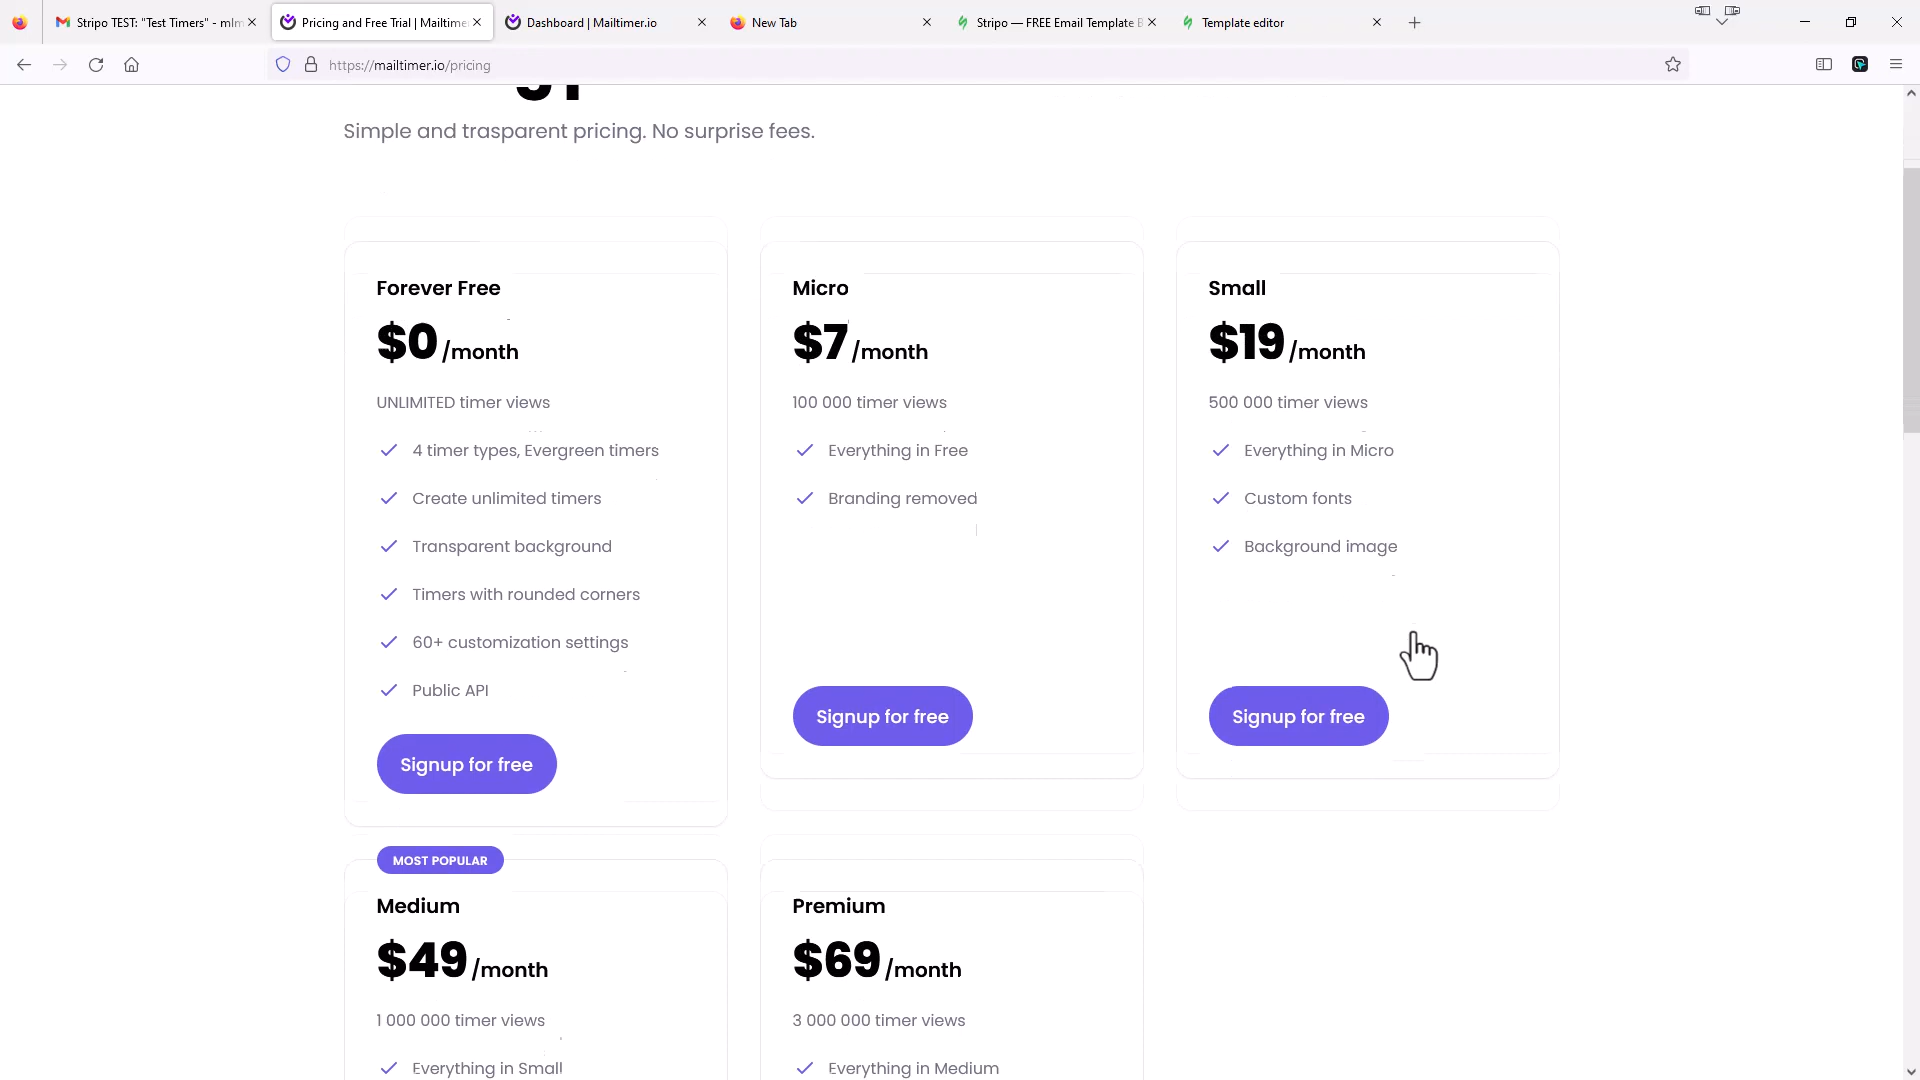 Stripo TEST: "Test Timers" - mlm
Pricing and Free Trial | Mailtimer
Dashboard | Mailtimer.io
New Tab
Stripo — FREE Email Template B
Template editor
https://mailtimer.io/pricing
Simple and trasparent pricing. No surprise fees.
Forever Free
$0/month
UNLIMITED timer views
4 timer types, Evergreen timers
Create unlimited timers
Transparent background
Timers with rounded corners
60+ customization settings
Public API
Signup for free
Micro
$7/month
100 000 timer views
Everything in Free
Branding removed
Signup for free
Small
$19/month
500 000 timer views
Everything in Micro
Custom fonts
Background image
Signup for free
MOST POPULAR
Medium
$49/month
1 000 000 timer views
Everything in Small
Premium
$69/month
3 000 000 timer views
Everything in Medium